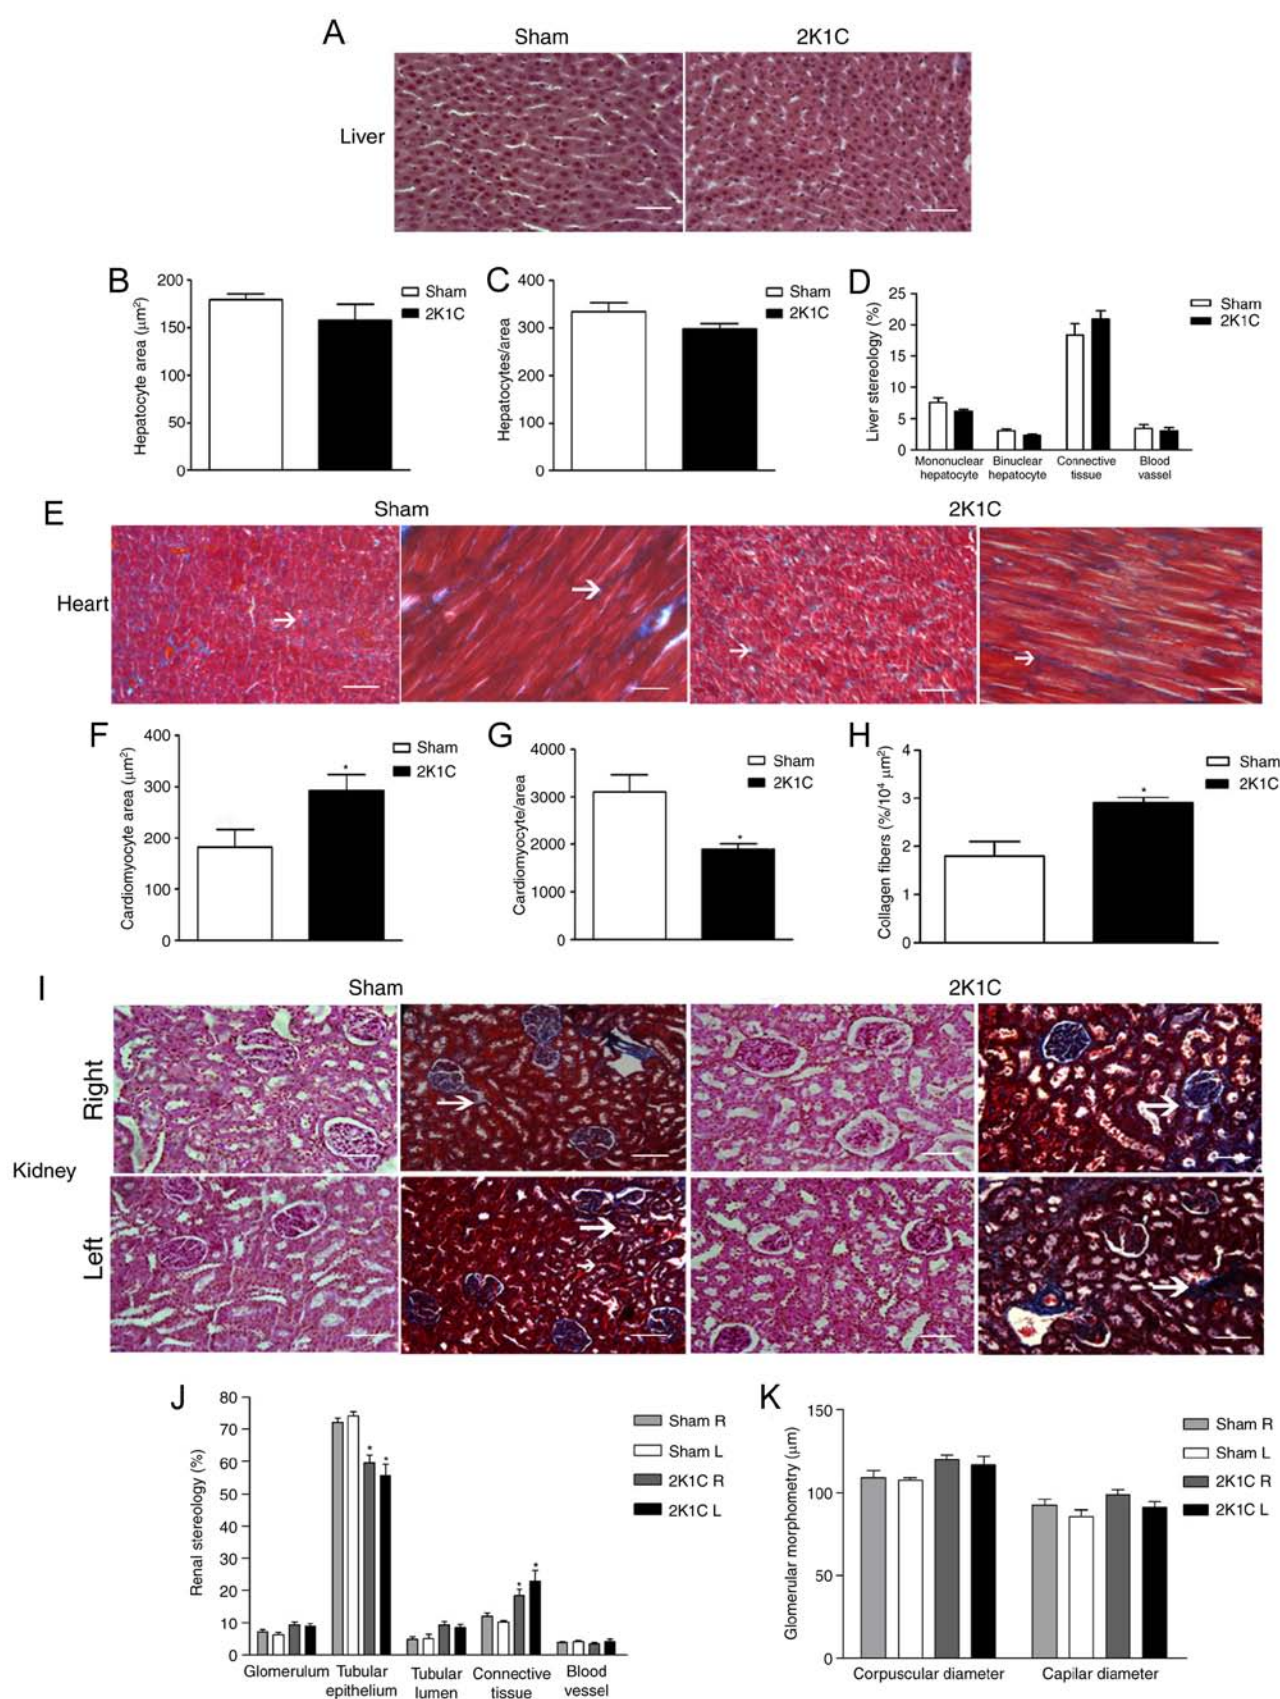 A
Sham
2K1C
Liver
B
Hepatocyte area (μm²)
200
150
100
50
0
Sham
2K1C
C
Hepatocytes/area
400
300
200
100
0
Sham
2K1C
D
Liver stereology (%)
25
20
15
10
5
0
Mononuclear
hepatocyte
Binuclear
hepatocyte
Connective
tissue
Blood
vessel
Sham
2K1C
E
Sham
2K1C
Heart
F
Cardiomyocyte area (μm²)
400
300
200
100
0
*
Sham
2K1C
G
Cardiomyocyte/area
4000
3000
2000
1000
0
*
Sham
2K1C
H
Collagen fibers (%/10⁴ μm²)
4
3
2
1
0
*
Sham
2K1C
I
Sham
2K1C
Kidney
Right
Left
J
Renal stereology (%)
80
70
60
50
40
30
20
10
0
* *
* *
Glomerulum
Tubular
epithelium
Tubular
lumen
Connective
tissue
Blood
vessel
Sham R
Sham L
2K1C R
2K1C L
K
Glomerular morphometry (μm)
150
100
50
0
Corpuscular diameter
Capilar diameter
Sham R
Sham L
2K1C R
2K1C L